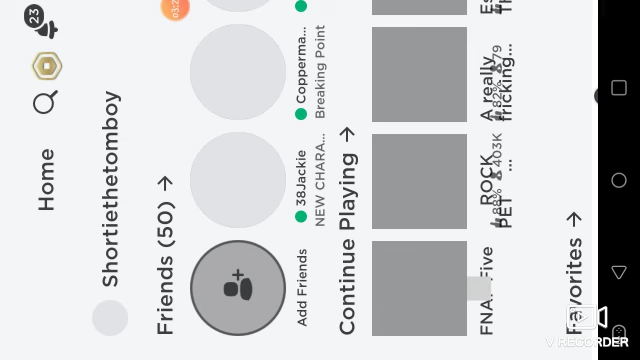 23
Home
Shortiethetomboy
Friends (50) →
Add Friends
38Jackie
NEW CHARA...
Copperma...
Breaking Point
Continue Playing →
Five
88% 403K
ROCK
PET ...
82% 79
A really
fricking...
Favorites →
V RECORDER